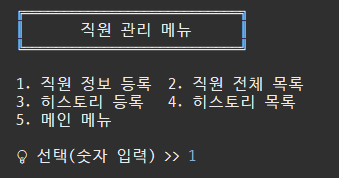 직원 관리 메뉴
1. 직원 정보 등록  2. 직원 전체 목록
3. 히스토리 등록  4. 히스토리 목록
5. 메인 메뉴
선택(숫자 입력) >> 1